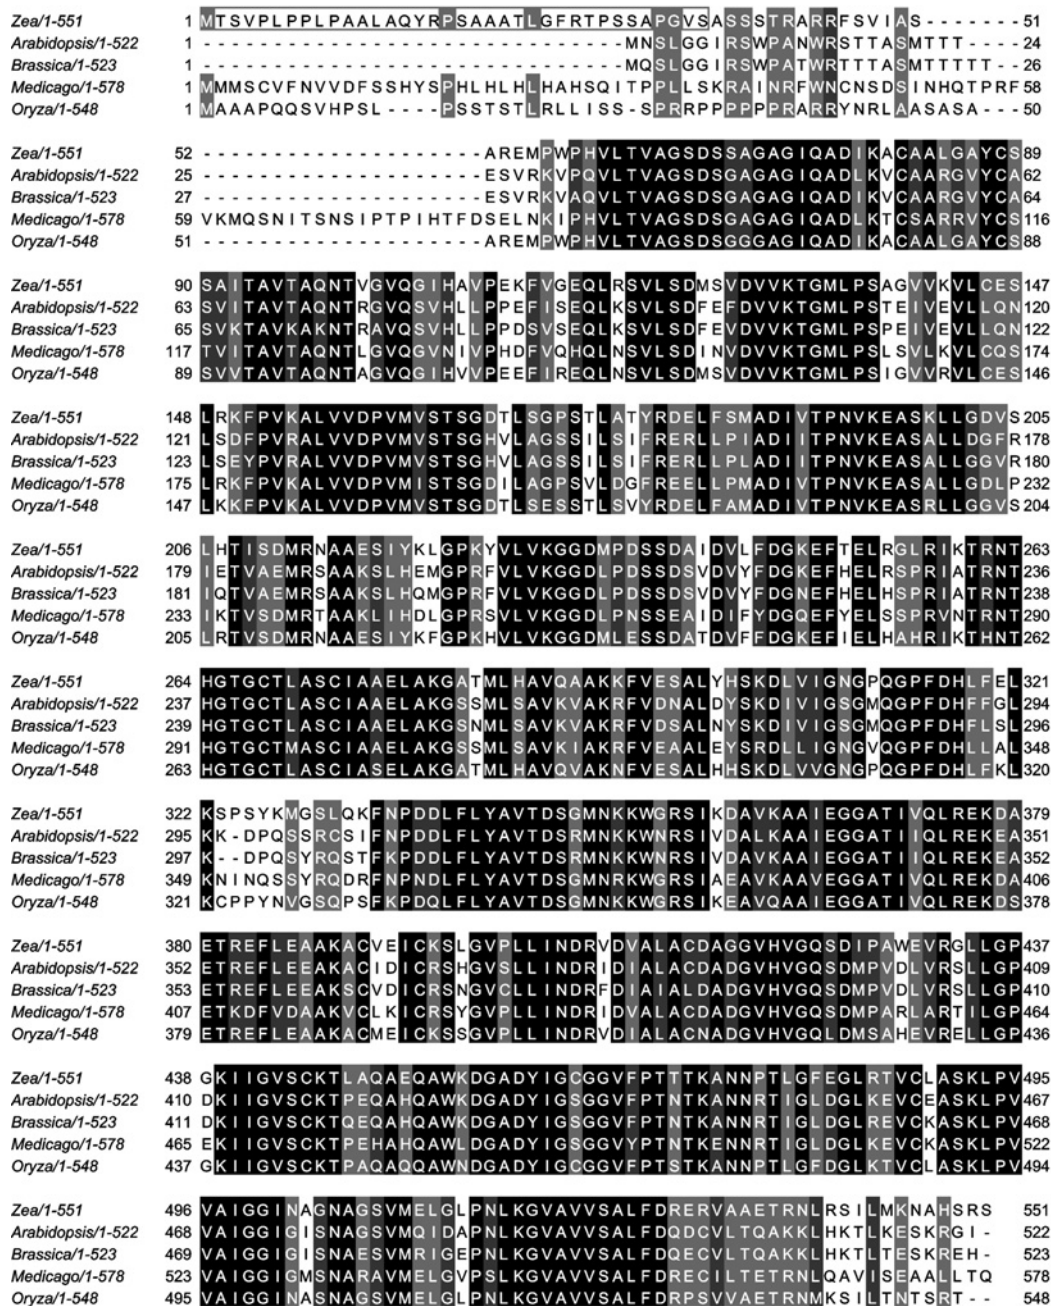 Zea/1-551 1 MTSVPLPPLPAALAQYRPSAAATLGFRTPSSAPGVSASSSTRARRFSVIAS------- 51
Arabidopsis/1-522 1 ------------------------------MNSLGGIRSWPANWRSTTASMTTT---- 24
Brassica/1-523 1 ------------------------------MQSLGGIRSWPATWRTTTASMTTTTT-- 26
Medicago/1-578 1 MMMSCVFNVVDFSSHYSPHLHLHLHAHSQITPPLLSKRAINRFWNCNSDSINHQTPRF 58
Oryza/1-548 1 MAAAPQQSVHPSL----PSSTSTLRLLISS-SPRRPPPPPPRARRYNRLAASASA--- 50
Zea/1-551 52 --------------------AREMPWPHVLTVAGSDSSAGAGIQADIKACAALGAYCS 89
Arabidopsis/1-522 25 --------------------ESVRKVPQVLTVAGSDSGAGAGIQADLKVCAARGVYCA 62
Brassica/1-523 27 --------------------ESVRKVAQVLTVAGSDSGAGAGIQADLKVCAARGVYCA 64
Medicago/1-578 59 VKMQSNITSNSIPTPIHTFDSELNKIPHVLTVAGSDSGAGAGIQADLKTCSARRVYCS 116
Oryza/1-548 51 --------------------AREMPWPHVLTVAGSDSGGGAGIQADIKACAALGAYCS 88
Zea/1-551 90 SAITAVTAQNTVGVQGIHAVPEKFVGEQLRSVLSDMSVDVVKTGMLPSAGVVKVLCES 147
Arabidopsis/1-522 63 SVITAVTAQNTRGVQSVHLLPPEFISEQLKSVLSDFEFDVVKTGMLPSTEIVEVLLQN 120
Brassica/1-523 65 SVKTAVKAKNTRAVQSVHLLPPDSVSEQLKSVLSDFEVDVVKTGMLPSPEIVEVLLQN 122
Medicago/1-578 117 TVITAVTAQNTLGVQGVNIVPHDFVQHQLNSVLSDINVDVVKTGMLPSLSVLKVLCQS 174
Oryza/1-548 89 SVVTAVTAQNTAGVQGIHVVPEEFIREQLNSVLSDMSVDVVKTGMLPSIGVVRVLCES 146
Zea/1-551 148 LRKFPVKALVVDPVMVSTSGDTLSGPSTLATYRDELFSMADIVTPNVKEASKLLGDVS 205
Arabidopsis/1-522 121 LSDFPVRALVVDPVMVSTSGHVLAGSSILSIFRERLLPIADIITPNVKEASALLDGFR 178
Brassica/1-523 123 LSEYPVRALVVDPVMVSTSGHVLAGSSILSIFRERLLPLADIITPNVKEASALLGGVR 180
Medicago/1-578 175 LRKFPVKALVVDPVMISTSGDILAGPSVLDGFREELLPMADIVTPNVKEASALLGDLP 232
Oryza/1-548 147 LKKFPVKALVVDPVMVSTSGDTLSESSTLSVYRDELFAMADIVTPNVKEASRLLGGVS 204
Zea/1-551 206 LHTISDMRNAAESIYKLGPKYVLVKGGDMPDSSDAIDVLFDGKEFTELRGLRIKTRNT 263
Arabidopsis/1-522 179 IETVAEMRSAAKSLHEMGPRFVLVKGGDLPDSSDSVDVYFDGKEFHELRSPRIATRNT 236
Brassica/1-523 181 IQTVAEMRSAAKSLHQMGPRFVLVKGGDLPDSSDSVDVYFDGNEFHELHSPRIATRNT 238
Medicago/1-578 233 IKTVSDMRTAAKLIHDLGPRSVLVKGGDLPNSSEAIDIFYDGQEFYELSSPRVNTRNT 290
Oryza/1-548 205 LRTVSDMRNAAESIYKFGPKHVLVKGGDMLESSDATDVFFDGKEFIELHAHRIKTHNT 262
Zea/1-551 264 HGTGCTLASCIAAELAKGATMLHAVQAAKKFVESALYHSKDLVIGNGPQGPFDHLFEL 321
Arabidopsis/1-522 237 HGTGCTLASCIAAELAKGSSMLSAVKVAKRFVDNALDYSKDIVIGSGMQGPFDHFFGL 294
Brassica/1-523 239 HGTGCTLASCIAAELAKGSNMLSAVKVAKRFVDSALNYSKDIVIGSGMQGPFDHFLSL 296
Medicago/1-578 291 HGTGCTMASCIAAELAKGSSMLSAVKIAKRFVEAALEYSRDLLIGNGVQGPFDHLLAL 348
Oryza/1-548 263 HGTGCTLASCIASELAKGATMLHAVQVAKNFVESALHHSKDLVVGNGPQGPFDHLFKL 320
Zea/1-551 322 KSPSYKMGSLQKFNPDDLFLYAVTDSGMNKKWGRSIKDAVKAAIEGGATIVQLREKDA 379
Arabidopsis/1-522 295 KK-DPQSSRCSIFNPDDLFLYAVTDSRMNKKWNRSIVDALKAAIEGGATIIQLREKEA 351
Brassica/1-523 297 K--DPQSYRQSTFKPDDLFLYAVTDSRMNKKWNRSIVDAVKAAIEGGATIIQLREKEA 352
Medicago/1-578 349 KNINQSSYRQDRFNPNDLFLYAVTDSGMNRKWGRSIAEAVKAAVEGGATIVQLREKDA 406
Oryza/1-548 321 KCPPYNVGSQPSFKPDQLFLYAVTDSGMNKKWGRSIKEAVQAAIEGGATIVQLREKDS 378
Zea/1-551 380 ETREFLEAAKACVEICKSLGVPLLINDRVDVALACDAGGVHVGQSDIPAWEVRGLLGP 437
Arabidopsis/1-522 352 ETREFLEEAKACIDICRSHGVSLLINDRIDIALACDADGVHVGQSDMPVDLVRSLLGP 409
Brassica/1-523 353 ETREFLEEAKSCVDICRSNGVCLLINDRFDIAIALDADGVHVGQSDMPVDLVRSLLGP 410
Medicago/1-578 407 ETKDFVDAAKVCLKICRSYGVPLLINDRIDVALACDADGVHVGQSDMPARLARTILGP 464
Oryza/1-548 379 ETREFLEAAKACMEICKSSGVPLLINDRVDIALACNADGVHVGQLDMSAHEVRELLGP 436
Zea/1-551 438 GKIIGVSCKTLAQAEQAWKDGADYIGCGGVFPTTTKANNPTLGFEGLRTVCLASKLPV 495
Arabidopsis/1-522 410 DKIIGVSCKTPEQAHQAWKDGADYIGSGGVFPTNTKANNRTIGLDGLKEVCEASKLPV 467
Brassica/1-523 411 DKIIGVSCKTPEQAHQAWKDGADYIGSGGVFPTNTKANNRTIGLDGLREVCKASKLPV 468
Medicago/1-578 465 EKIIGVSCKTPEHAHQAWLDGADYIGSGGVYPTNTKENNRTIGLDGLKEVCKASKLPV 522
Oryza/1-548 437 GKIIGVSCKTPAQAQQAWNDGADYIGCGGVFPTSTKANNPTLGFDGLKTVCLASKLPV 494
Zea/1-551 496 VAIGGINAGNAGSVMELGLPNLKGVAVVSALFDRERVAAETRNLRSILMKNAHSRS 551
Arabidopsis/1-522 468 VAIGGIGISNAGSVMQIDAPNLKGVAVVSALFDQDCVLTQAKKLHKTLKESKRGI- 522
Brassica/1-523 469 VAIGGINASNAESVMRIGEPNLKGVAVVSALFDQECVLTQAKKLHKTLTESKREH- 523
Medicago/1-578 523 VAIGGIGMSNARAVMELGVPSLKGVAVVSALFDRECILTETRNLQAVISEAALLTQ 578
Oryza/1-548 495 VAIGGINASNAGSVMELGLPNLKGVAVVSALFDRPSVVAETRNMKSILTNTSRT-- 548